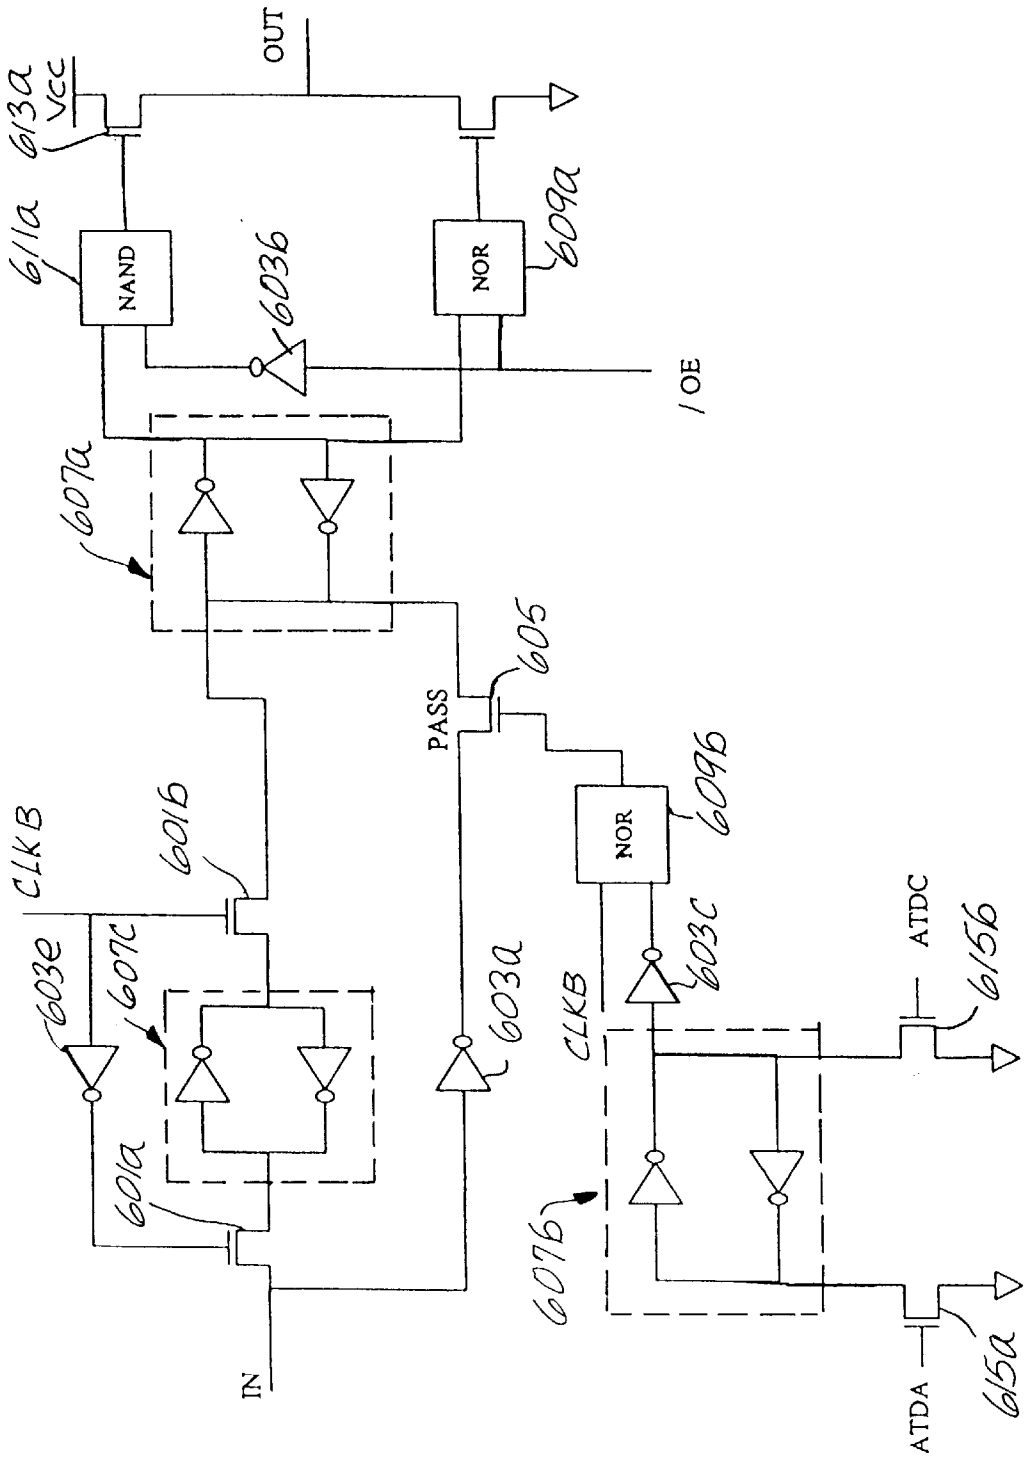 613a
VCC
OUT
611a
NAND
603b
NOR
609a
/OE
607a
CLKB
601b
603e
607c
601a
IN
PASS
605
603a
CLKB
NOR
609b
603c
607b
ATDC
615b
ATDA
615a